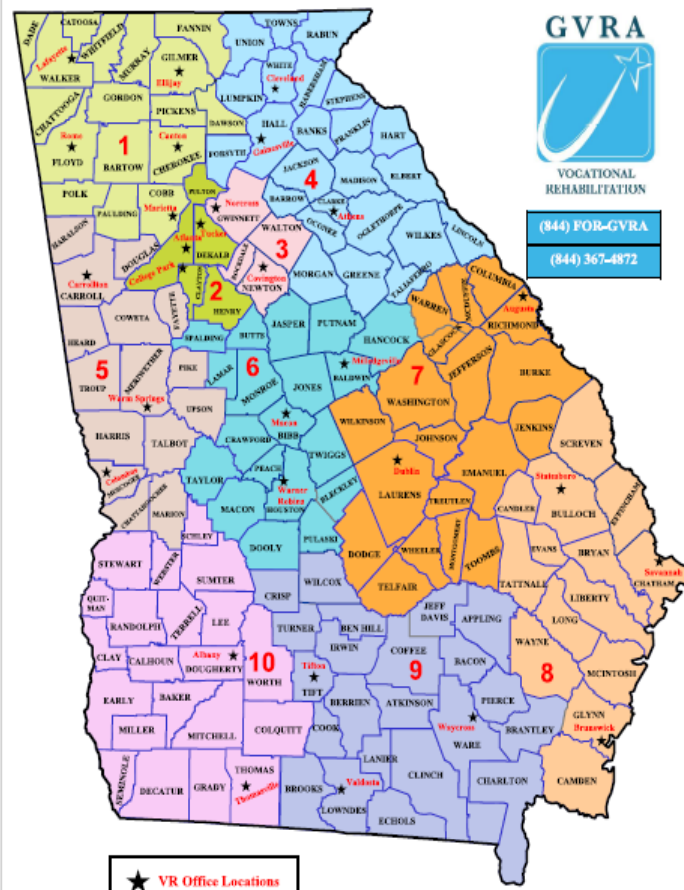 GVRA
VOCATIONAL
REHABILITATION
(844) FOR-GVRA
(844) 367-4872
DADE
CATOOSA
WHITFIELD
Lafayette
WALKER
MURRAY
FANNIN
GILMER
Ellijay
CHATTOOGA
GORDON
PICKENS
Rome
FLOYD
1
BARTOW
Canton
CHEROKEE
POLK
PAULDING
COBB
Marietta
HARALSON
DOUGLAS
TOWNS
RABUN
UNION
WHITE
Cleveland
HABERSHAM
STEPHENS
LUMPKIN
DAWSON
HALL
Gainesville
BANKS
FRANKLIN
HART
FORSYTH
JACKSON
4
MADISON
ELBERT
BARROW
CLARKE
Athens
OCONEE
OGLETHORPE
WILKES
LINCOLN
MORGAN
GREENE
TALIAFERRO
FULTON
Norcross
GWINNETT
WALTON
3
Tucker
Atlanta
DEKALB
ROCKDALE
Covington
NEWTON
College Park
CLAYTON
2
HENRY
FAYETTE
Carrollton
CARROLL
COWETA
SPALDING
BUTTS
JASPER
PUTNAM
HANCOCK
HEARD
5
TROUP
MERIWETHER
PIKE
LAMAR
6
MONROE
JONES
BALDWIN
Milledgeville
Warm Springs
UPSON
HARRIS
TALBOT
CRAWFORD
Macon
BIBB
TWIGGS
Columbus
MUSCOGEE
CHATTAHOOCHEE
MARION
TAYLOR
PEACH
Warner
Robins
HOUSTON
BLECKLEY
MACON
DOOLY
PULASKI
WARREN
MCDUFFIE
COLUMBIA
Augusta
RICHMOND
GLASCOCK
7
JEFFERSON
BURKE
WASHINGTON
WILKINSON
JOHNSON
JENKINS
SCREVEN
Dublin
LAURENS
EMANUEL
Statesboro
BULLOCH
TREUTLEN
CANDLER
EFFINGHAM
DODGE
WHEELER
MONTGOMERY
TOOMBS
EVANS
BRYAN
TELFAIR
TATTNALL
Savannah
CHATHAM
LIBERTY
LONG
STEWART
WEBSTER
SCHLEY
SUMTER
CRISP
WILCOX
QUIT-
MAN
RANDOLPH
TERRELL
LEE
TURNER
BEN HILL
JEFF
DAVIS
APPLING
WAYNE
IRWIN
COFFEE
CLAY
CALHOUN
Albany
DOUGHERTY
10
WORTH
Tifton
TIFT
9
BACON
8
MCINTOSH
EARLY
BAKER
BERRIEN
ATKINSON
PIERCE
GLYNN
Brunswick
MILLER
MITCHELL
COLQUITT
COOK
Waycross
WARE
BRANTLEY
LANIER
SEMINOLE
DECATUR
GRADY
THOMAS
Thomasville
BROOKS
Valdosta
LOWNDES
CLINCH
CHARLTON
CAMDEN
ECHOLS
VR Office Locations